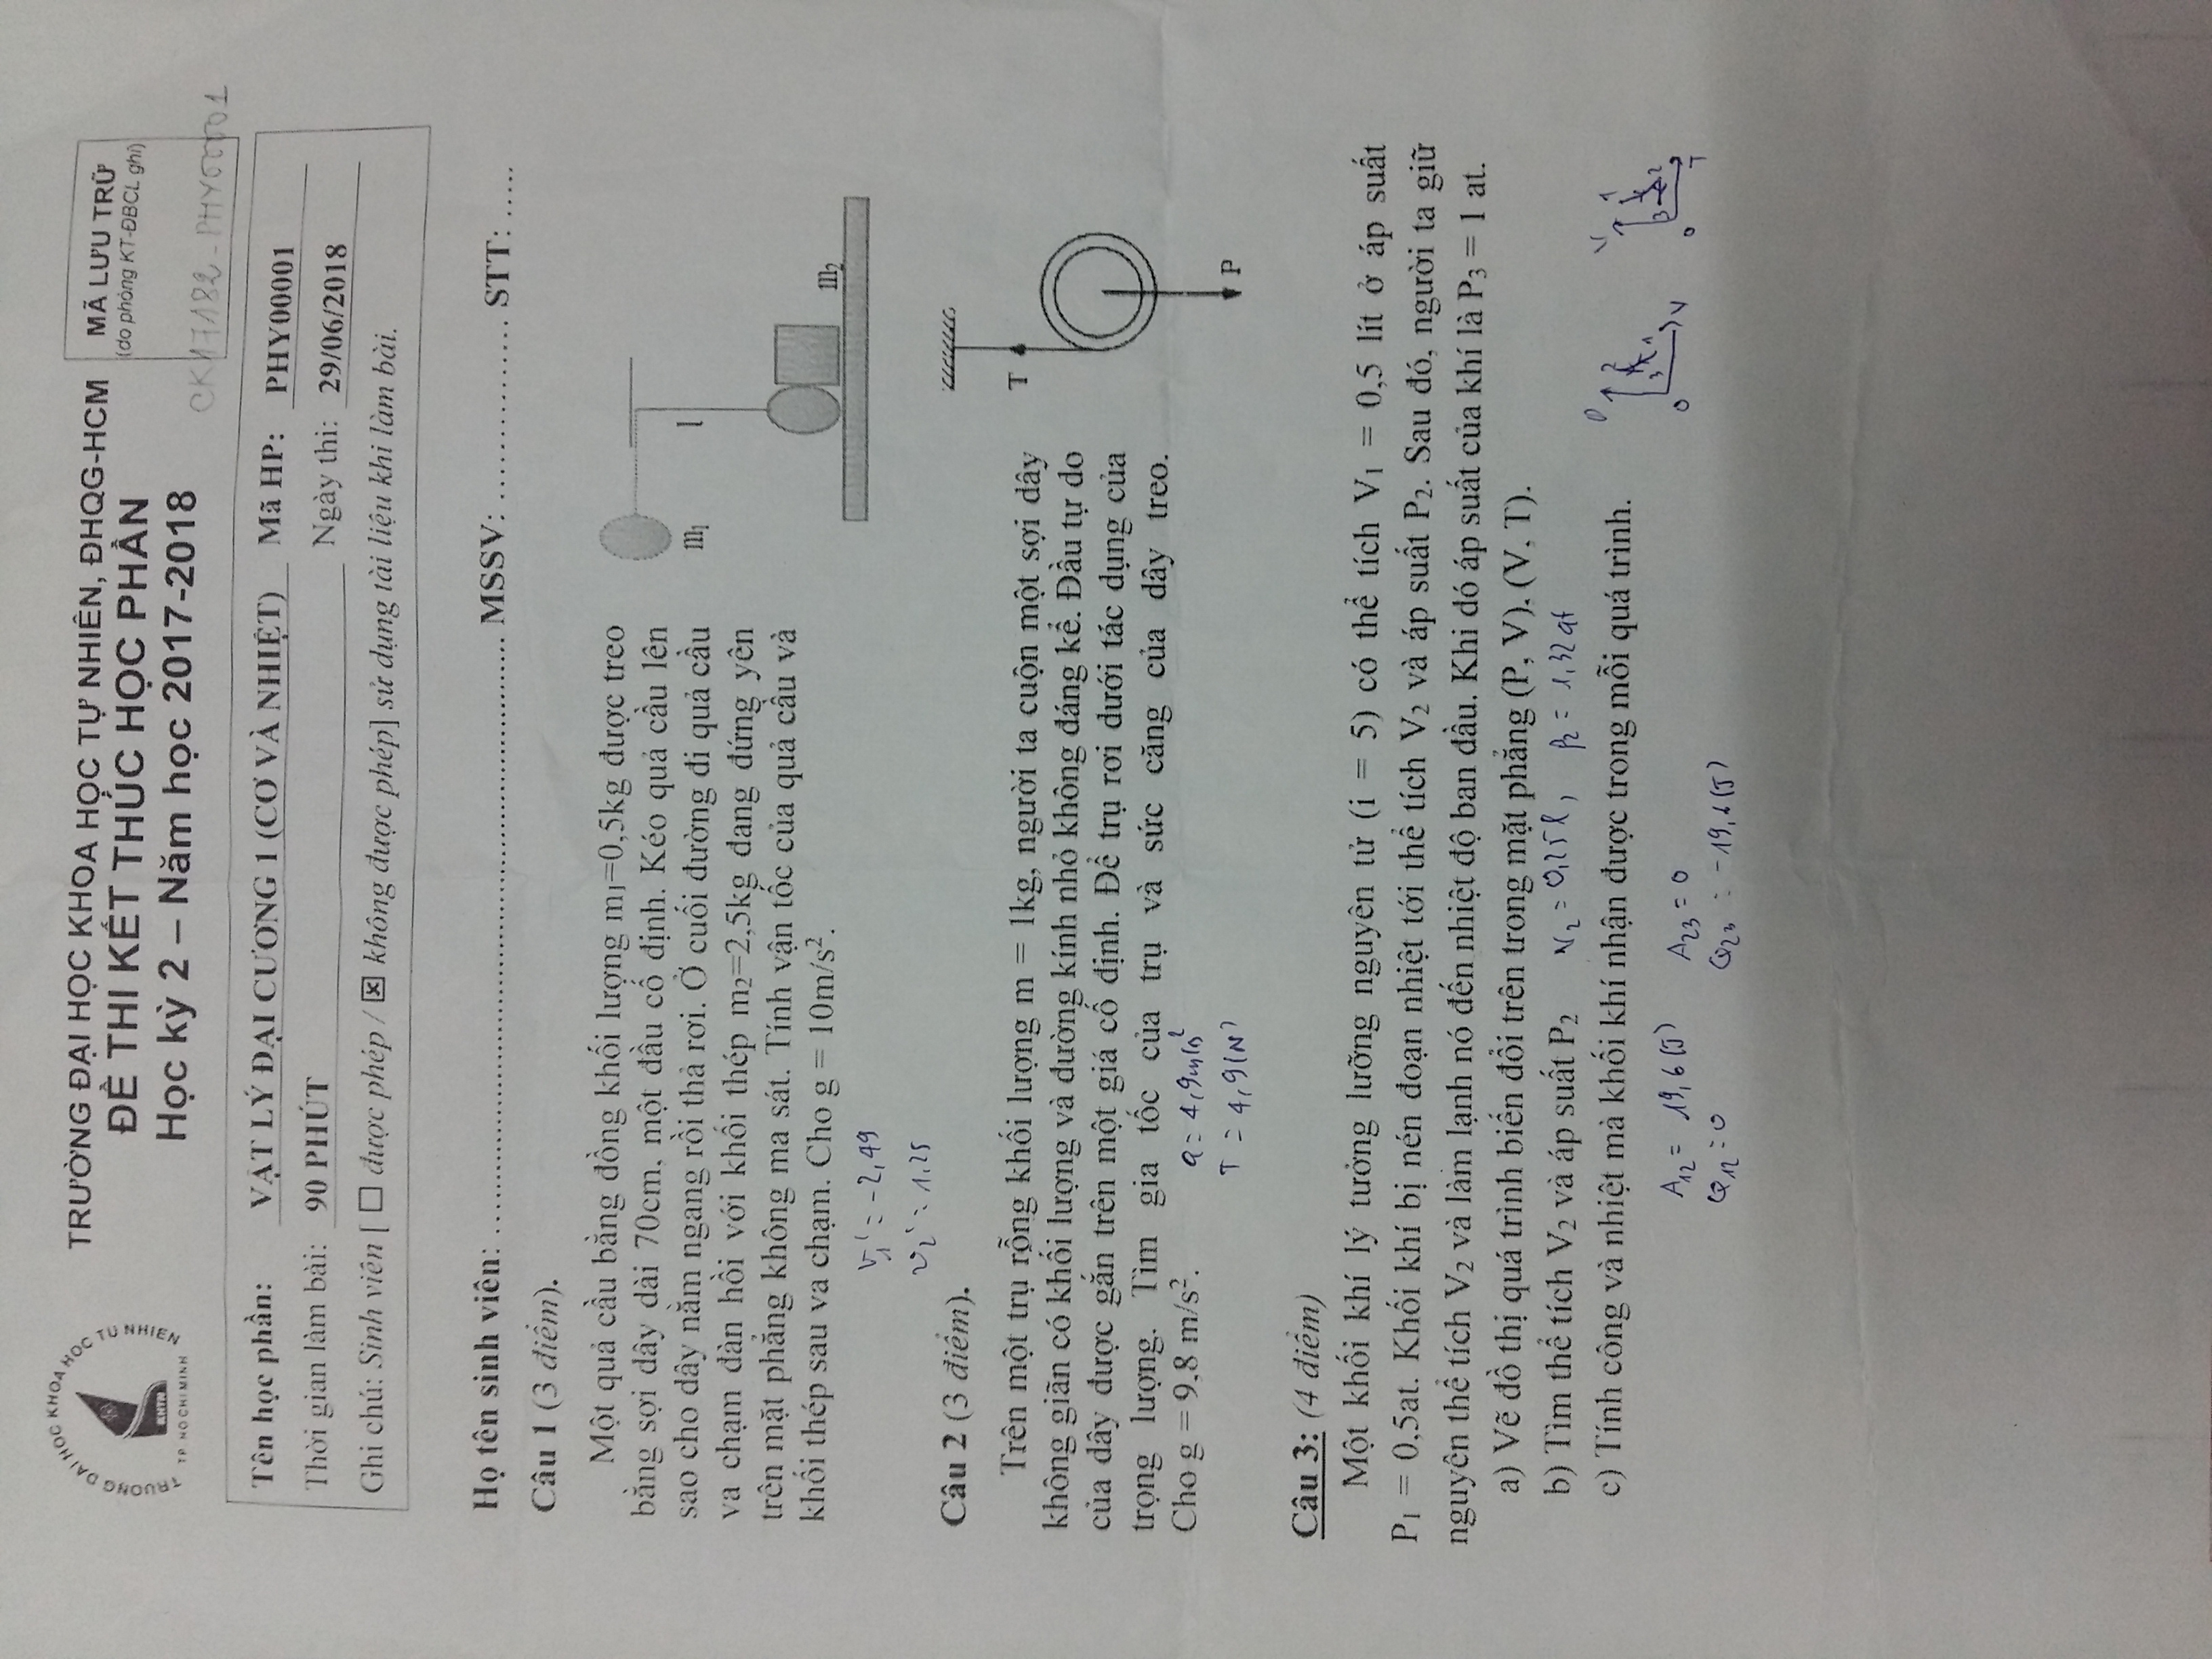 TRƯỜNG ĐẠI HỌC KHOA HỌC TỰ NHIÊN
KHTN
TP. HO CHI MINH
TRƯỜNG ĐẠI HỌC KHOA HỌC TỰ NHIÊN, ĐHQG-HCM
ĐỀ THI KẾT THÚC HỌC PHẦN
Học kỳ 2 – Năm học 2017-2018
MÃ LƯU TRỮ
(do phòng KT-ĐBCL ghi)
CK17182-PHY00001
Tên học phần: VẬT LÝ ĐẠI CƯƠNG 1 (CƠ VÀ NHIỆT) Mã HP: PHY00001
Thời gian làm bài: 90 PHÚT Ngày thi: 29/06/2018
Ghi chú: Sinh viên [ ☐ được phép / ☒ không được phép] sử dụng tài liệu khi làm bài.
Họ tên sinh viên: ........................................................................ MSSV: ................ STT: .....
Câu 1 (3 điểm).
Một quả cầu bằng đồng khối lượng m₁=0,5kg được treo
bằng sợi dây dài 70cm, một đầu cố định. Kéo quả cầu lên
sao cho dây nằm ngang rồi thả rơi. Ở cuối đường đi quả cầu
va chạm đàn hồi với khối thép m₂=2,5kg đang đứng yên
trên mặt phẳng không ma sát. Tính vận tốc của quả cầu và
khối thép sau va chạm. Cho g = 10m/s².
m₁
l
m₂
v₁' = -2,49
v₂' = 1,25
Câu 2 (3 điểm).
Trên một trụ rỗng khối lượng m = 1kg, người ta cuộn một sợi dây
không giãn có khối lượng và đường kính nhỏ không đáng kể. Đầu tự do
của dây được gắn trên một giá cố định. Để trụ rơi dưới tác dụng của
trọng lượng. Tìm gia tốc của trụ và sức căng của dây treo.
Cho g = 9,8 m/s².
a = 4,9m/s²
T = 4,9(N)
T
P
Câu 3: (4 điểm)
Một khối khí lý tưởng lưỡng nguyên tử (i = 5) có thể tích V₁ = 0,5 lít ở áp suất
P₁ = 0,5at. Khối khí bị nén đoạn nhiệt tới thể tích V₂ và áp suất P₂. Sau đó, người ta giữ
nguyên thể tích V₂ và làm lạnh nó đến nhiệt độ ban đầu. Khi đó áp suất của khí là P₃ = 1 at.
a) Vẽ đồ thị quá trình biến đổi trên trong mặt phẳng (P, V), (V, T).
b) Tìm thể tích V₂ và áp suất P₂ V₂ = 0,25l, P₂ = 1,32at
c) Tính công và nhiệt mà khối khí nhận được trong mỗi quá trình.
A₁₂ = 19,6(J) A₂₃ = 0
Q₁₂ = 0 Q₂₃ = -19,6(J)
P 2 3 1 O V
V 1 3 2 O T